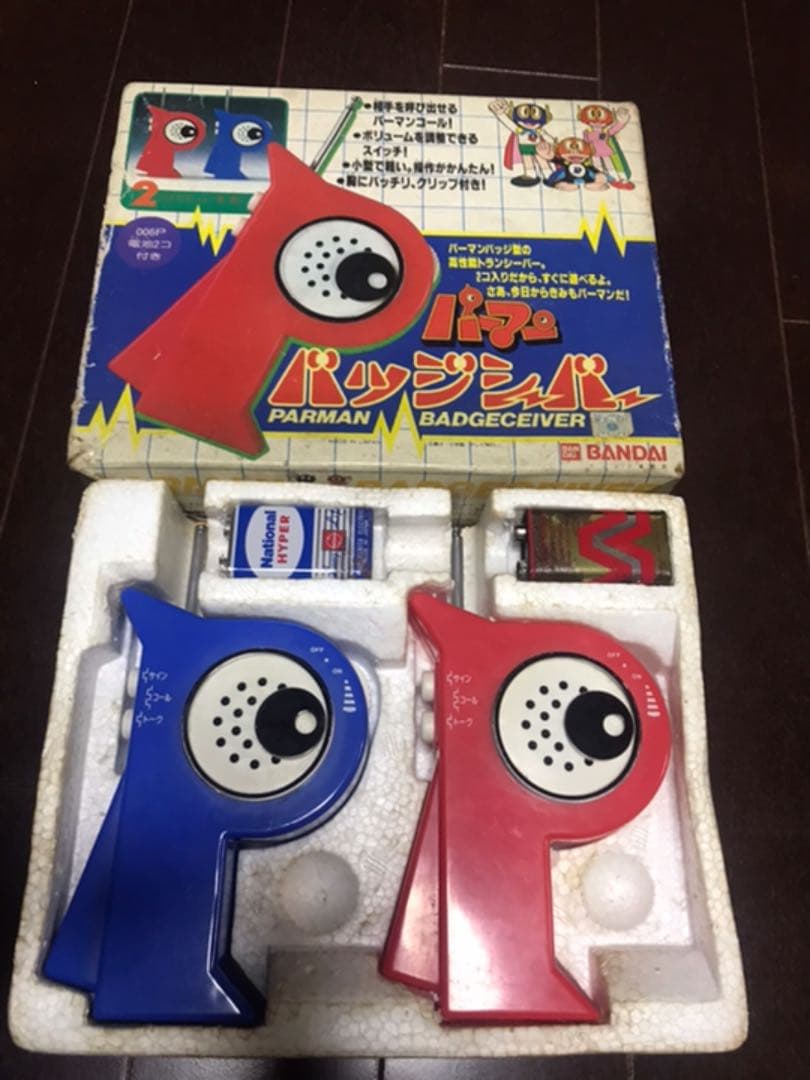 ●相手を呼び出せる
パーマンコール!
●ボリュームを調整できる
スイッチ!
●小型で軽い。操作がかんたん!
●胸にバッチリ、クリップ付き!
2
006P
電池2コ
付き
パーマンバッジ型の
高性能トランシーバー。
2コ入りだから、すぐに遊べるよ。
さあ、今日からきみもパーマンだ!
パーマン
バッジシーバー
PARMAN BADGECEIVER
BANDAI
National
HYPER
OFF
ON
サイン
コール
トーク
OFF
ON
サイン
コール
トーク